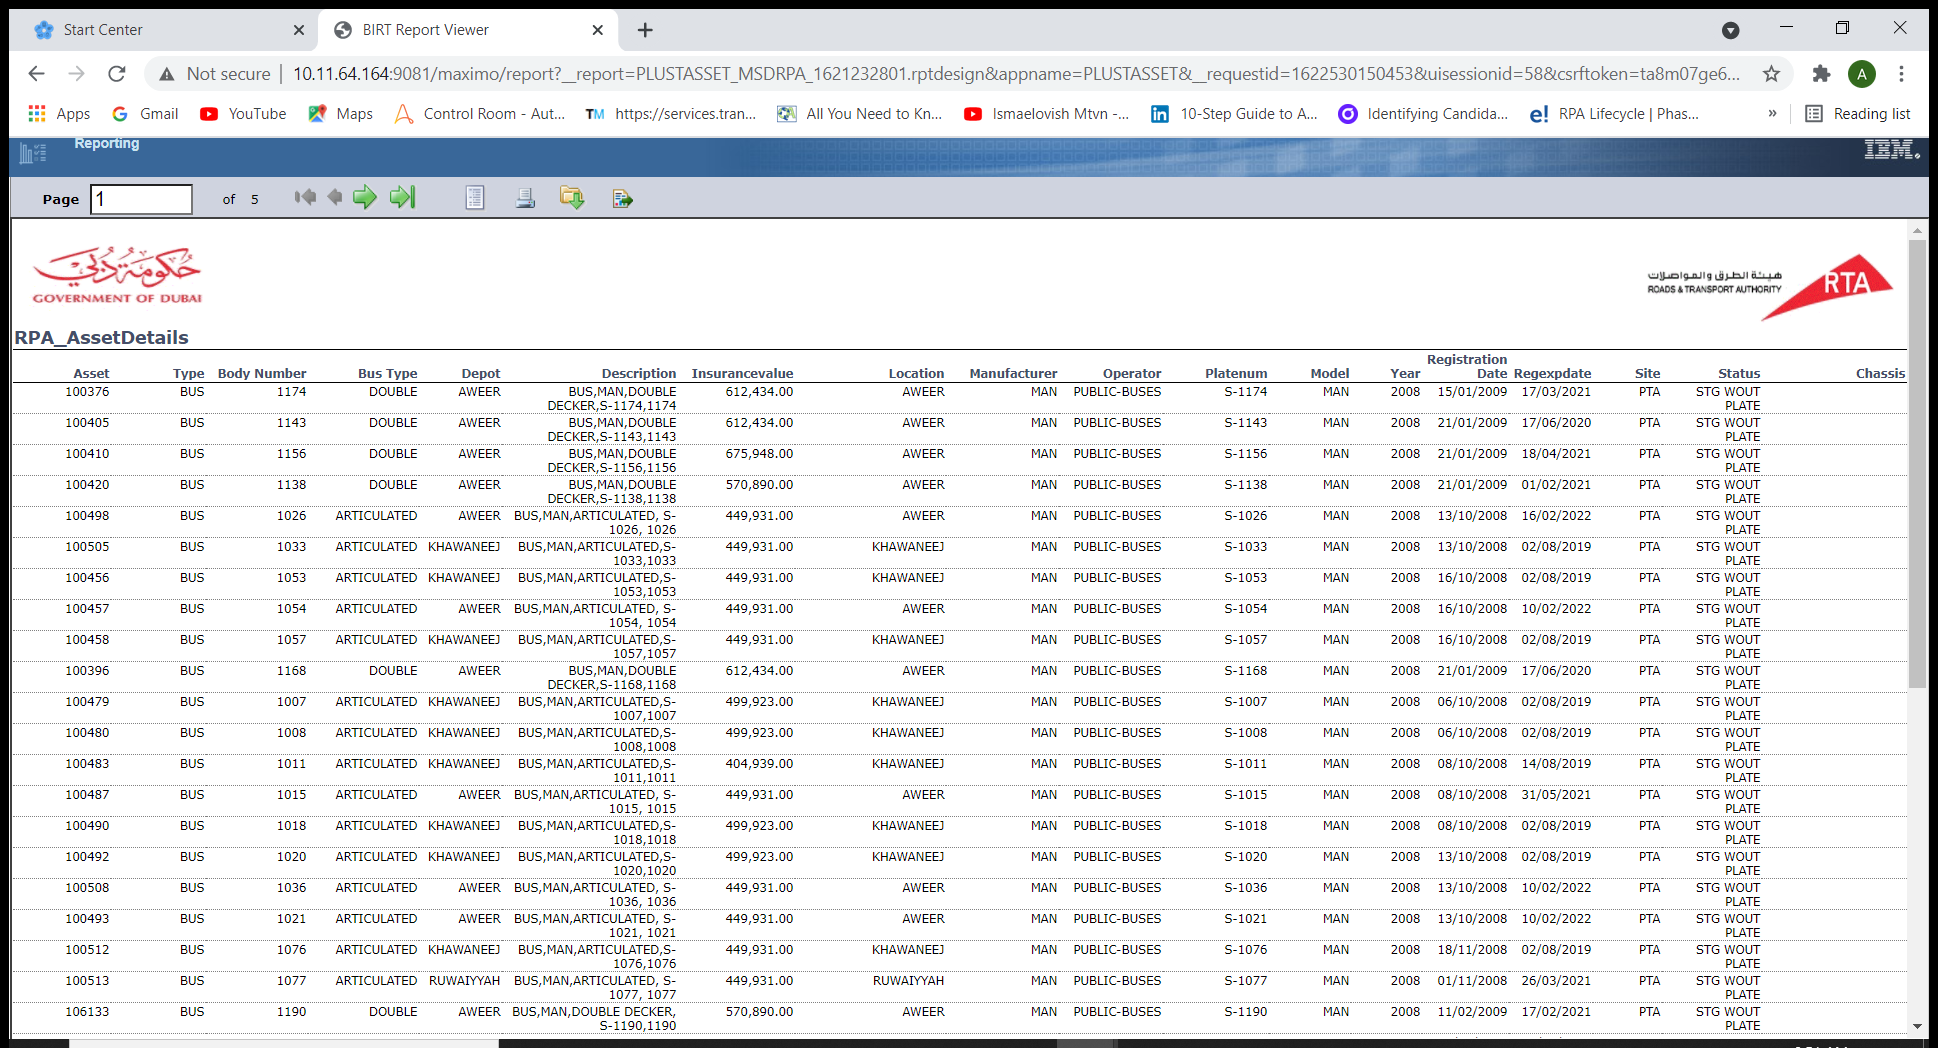 Start Center
BIRT Report Viewer
Not secure | 10.11.64.164:9081/maximo/report?__report=PLUSTASSET_MSDRPA_1621232801.rptdesign&appname=PLUSTASSET&__requestid=1622530150453&uisessionid=58&csrftoken=ta8m07ge6... A
Apps Gmail YouTube Maps Control Room - Aut... TM https://services.tran... All You Need to Kn... Ismaelovish Mtvn -... in 10-Step Guide to A... Identifying Candida... e! RPA Lifecycle | Phas... » Reading list
Reporting IBM.
Page 1 of 5
حكومة دبي
GOVERNMENT OF DUBAI
هيئة الطرق و المواصلات
ROADS & TRANSPORT AUTHORITY
RTA
RPA_AssetDetails
Registration
Asset Type Body Number Bus Type Depot Description Insurancevalue Location Manufacturer Operator Platenum Model Year Date Regexpdate Site Status Chassis
100376 BUS 1174 DOUBLE AWEER BUS,MAN,DOUBLE 612,434.00 AWEER MAN PUBLIC-BUSES S-1174 MAN 2008 15/01/2009 17/03/2021 PTA STG WOUT
DECKER,S-1174,1174 PLATE
100405 BUS 1143 DOUBLE AWEER BUS,MAN,DOUBLE 612,434.00 AWEER MAN PUBLIC-BUSES S-1143 MAN 2008 21/01/2009 17/06/2020 PTA STG WOUT
DECKER,S-1143,1143 PLATE
100410 BUS 1156 DOUBLE AWEER BUS,MAN,DOUBLE 675,948.00 AWEER MAN PUBLIC-BUSES S-1156 MAN 2008 21/01/2009 18/04/2021 PTA STG WOUT
DECKER,S-1156,1156 PLATE
100420 BUS 1138 DOUBLE AWEER BUS,MAN,DOUBLE 570,890.00 AWEER MAN PUBLIC-BUSES S-1138 MAN 2008 21/01/2009 01/02/2021 PTA STG WOUT
DECKER,S-1138,1138 PLATE
100498 BUS 1026 ARTICULATED AWEER BUS,MAN,ARTICULATED, S- 449,931.00 AWEER MAN PUBLIC-BUSES S-1026 MAN 2008 13/10/2008 16/02/2022 PTA STG WOUT
1026, 1026 PLATE
100505 BUS 1033 ARTICULATED KHAWANEEJ BUS,MAN,ARTICULATED,S- 449,931.00 KHAWANEEJ MAN PUBLIC-BUSES S-1033 MAN 2008 13/10/2008 02/08/2019 PTA STG WOUT
1033,1033 PLATE
100456 BUS 1053 ARTICULATED KHAWANEEJ BUS,MAN,ARTICULATED,S- 449,931.00 KHAWANEEJ MAN PUBLIC-BUSES S-1053 MAN 2008 16/10/2008 02/08/2019 PTA STG WOUT
1053,1053 PLATE
100457 BUS 1054 ARTICULATED AWEER BUS,MAN,ARTICULATED, S- 449,931.00 AWEER MAN PUBLIC-BUSES S-1054 MAN 2008 16/10/2008 10/02/2022 PTA STG WOUT
1054, 1054 PLATE
100458 BUS 1057 ARTICULATED KHAWANEEJ BUS,MAN,ARTICULATED,S- 449,931.00 KHAWANEEJ MAN PUBLIC-BUSES S-1057 MAN 2008 16/10/2008 02/08/2019 PTA STG WOUT
1057,1057 PLATE
100396 BUS 1168 DOUBLE AWEER BUS,MAN,DOUBLE 612,434.00 AWEER MAN PUBLIC-BUSES S-1168 MAN 2008 21/01/2009 17/06/2020 PTA STG WOUT
DECKER,S-1168,1168 PLATE
100479 BUS 1007 ARTICULATED KHAWANEEJ BUS,MAN,ARTICULATED,S- 499,923.00 KHAWANEEJ MAN PUBLIC-BUSES S-1007 MAN 2008 06/10/2008 02/08/2019 PTA STG WOUT
1007,1007 PLATE
100480 BUS 1008 ARTICULATED KHAWANEEJ BUS,MAN,ARTICULATED,S- 499,923.00 KHAWANEEJ MAN PUBLIC-BUSES S-1008 MAN 2008 06/10/2008 02/08/2019 PTA STG WOUT
1008,1008 PLATE
100483 BUS 1011 ARTICULATED KHAWANEEJ BUS,MAN,ARTICULATED,S- 404,939.00 KHAWANEEJ MAN PUBLIC-BUSES S-1011 MAN 2008 08/10/2008 14/08/2019 PTA STG WOUT
1011,1011 PLATE
100487 BUS 1015 ARTICULATED AWEER BUS,MAN,ARTICULATED, S- 449,931.00 AWEER MAN PUBLIC-BUSES S-1015 MAN 2008 08/10/2008 31/05/2021 PTA STG WOUT
1015, 1015 PLATE
100490 BUS 1018 ARTICULATED KHAWANEEJ BUS,MAN,ARTICULATED,S- 499,923.00 KHAWANEEJ MAN PUBLIC-BUSES S-1018 MAN 2008 08/10/2008 02/08/2019 PTA STG WOUT
1018,1018 PLATE
100492 BUS 1020 ARTICULATED KHAWANEEJ BUS,MAN,ARTICULATED,S- 499,923.00 KHAWANEEJ MAN PUBLIC-BUSES S-1020 MAN 2008 13/10/2008 02/08/2019 PTA STG WOUT
1020,1020 PLATE
100508 BUS 1036 ARTICULATED AWEER BUS,MAN,ARTICULATED, S- 449,931.00 AWEER MAN PUBLIC-BUSES S-1036 MAN 2008 13/10/2008 10/02/2022 PTA STG WOUT
1036, 1036 PLATE
100493 BUS 1021 ARTICULATED AWEER BUS,MAN,ARTICULATED, S- 449,931.00 AWEER MAN PUBLIC-BUSES S-1021 MAN 2008 13/10/2008 10/02/2022 PTA STG WOUT
1021, 1021 PLATE
100512 BUS 1076 ARTICULATED KHAWANEEJ BUS,MAN,ARTICULATED,S- 449,931.00 KHAWANEEJ MAN PUBLIC-BUSES S-1076 MAN 2008 18/11/2008 02/08/2019 PTA STG WOUT
1076,1076 PLATE
100513 BUS 1077 ARTICULATED RUWAIYYAH BUS,MAN,ARTICULATED, S- 449,931.00 RUWAIYYAH MAN PUBLIC-BUSES S-1077 MAN 2008 01/11/2008 26/03/2021 PTA STG WOUT
1077, 1077 PLATE
106133 BUS 1190 DOUBLE AWEER BUS,MAN,DOUBLE DECKER, 570,890.00 AWEER MAN PUBLIC-BUSES S-1190 MAN 2008 11/02/2009 17/02/2021 PTA STG WOUT
S-1190,1190 PLATE